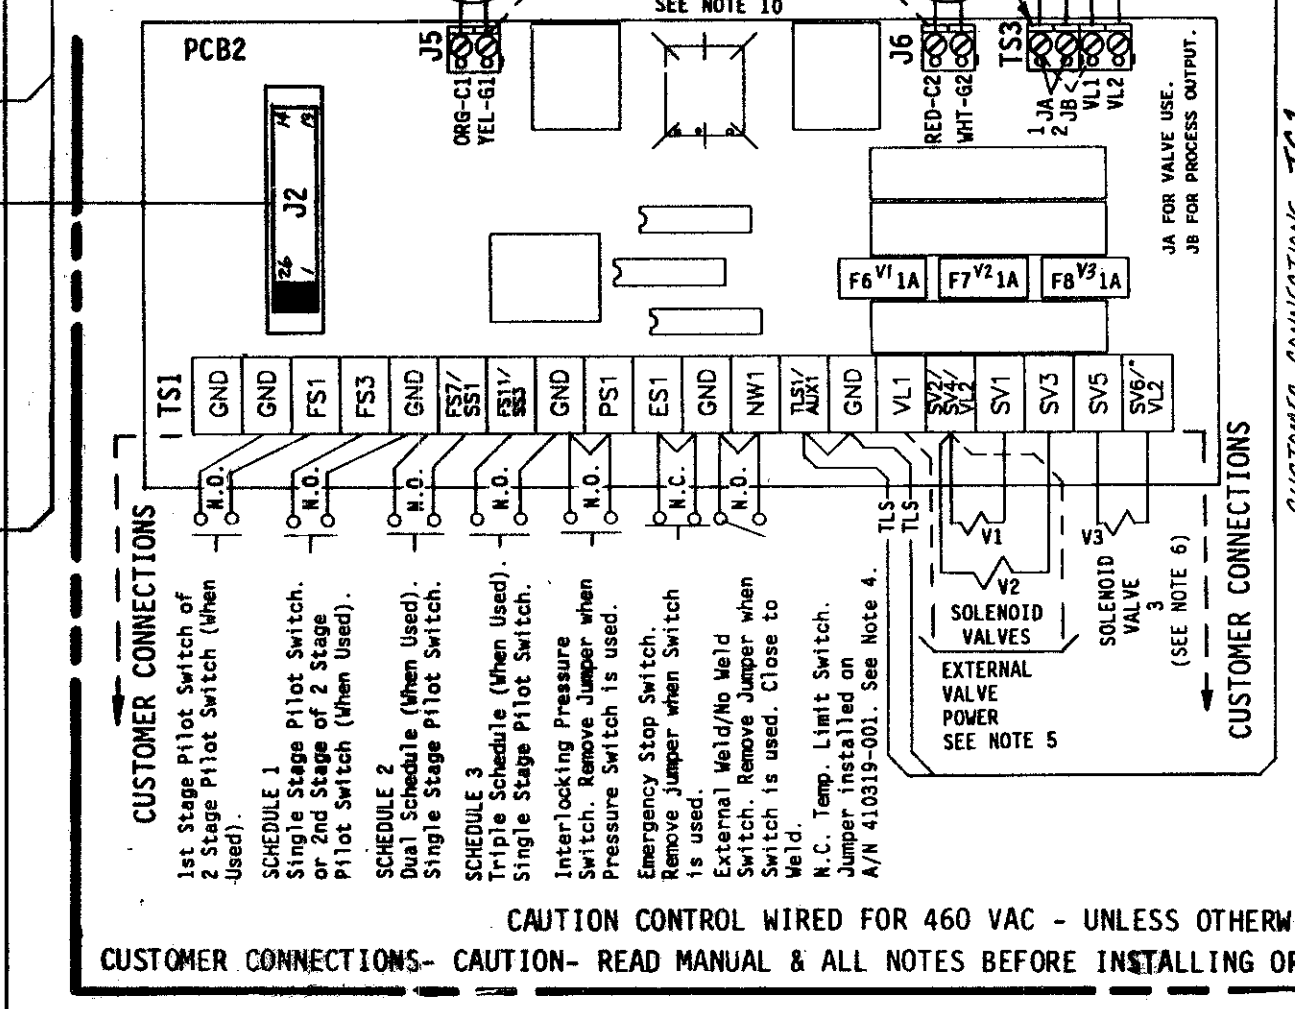 SEE NOTE 10
PCB2
J5
ORG-C1
YEL-G1
J6
RED-C2
WHT-G2
TS3
1 JA
2 JB
VL1
VL2
JA FOR VALVE USE.
JB FOR PROCESS OUTPUT.
14
J2
26
1
F6 V1 1A
F7 V2 1A
F8 V3 1A
TS1
GND
GND
FS1
FS3
GND
FS7/
SS1
FS11/
SS3
GND
PS1
ES1
GND
NW1
TLS1/
AUX1
GND
VL1
SV2/
SV4/
VL2
SV1
SV3
SV5
SV6/
VL2
N.O.
N.O.
N.O.
N.O.
N.O.
N.C.
N.O.
TLS
TLS
V1
V2
V3
SOLENOID
VALVES
EXTERNAL
VALVE
POWER
SEE NOTE 5
SOLENOID
VALVE
3
(SEE NOTE 6)
CUSTOMER CONNECTIONS
CUSTOMER CONNECTIONS
1st Stage Pilot Switch of
2 Stage Pilot Switch (When
Used).
SCHEDULE 1
Single Stage Pilot Switch.
or 2nd Stage of 2 Stage
Pilot Switch (When Used).
SCHEDULE 2
Dual Schedule (When Used).
Single Stage Pilot Switch.
SCHEDULE 3
Triple Schedule (When Used).
Single Stage Pilot Switch.
Interlocking Pressure
Switch. Remove Jumper when
Pressure Switch is used.
Emergency Stop Switch.
Remove jumper when Switch
is used.
External Weld/No Weld
Switch. Remove Jumper when
Switch is used. Close to
Weld.
N.C. Temp. Limit Switch.
Jumper installed on
A/N 410319-001. See Note 4.
CAUTION CONTROL WIRED FOR 460 VAC - UNLESS OTHERW
CUSTOMER CONNECTIONS- CAUTION- READ MANUAL & ALL NOTES BEFORE INSTALLING OR